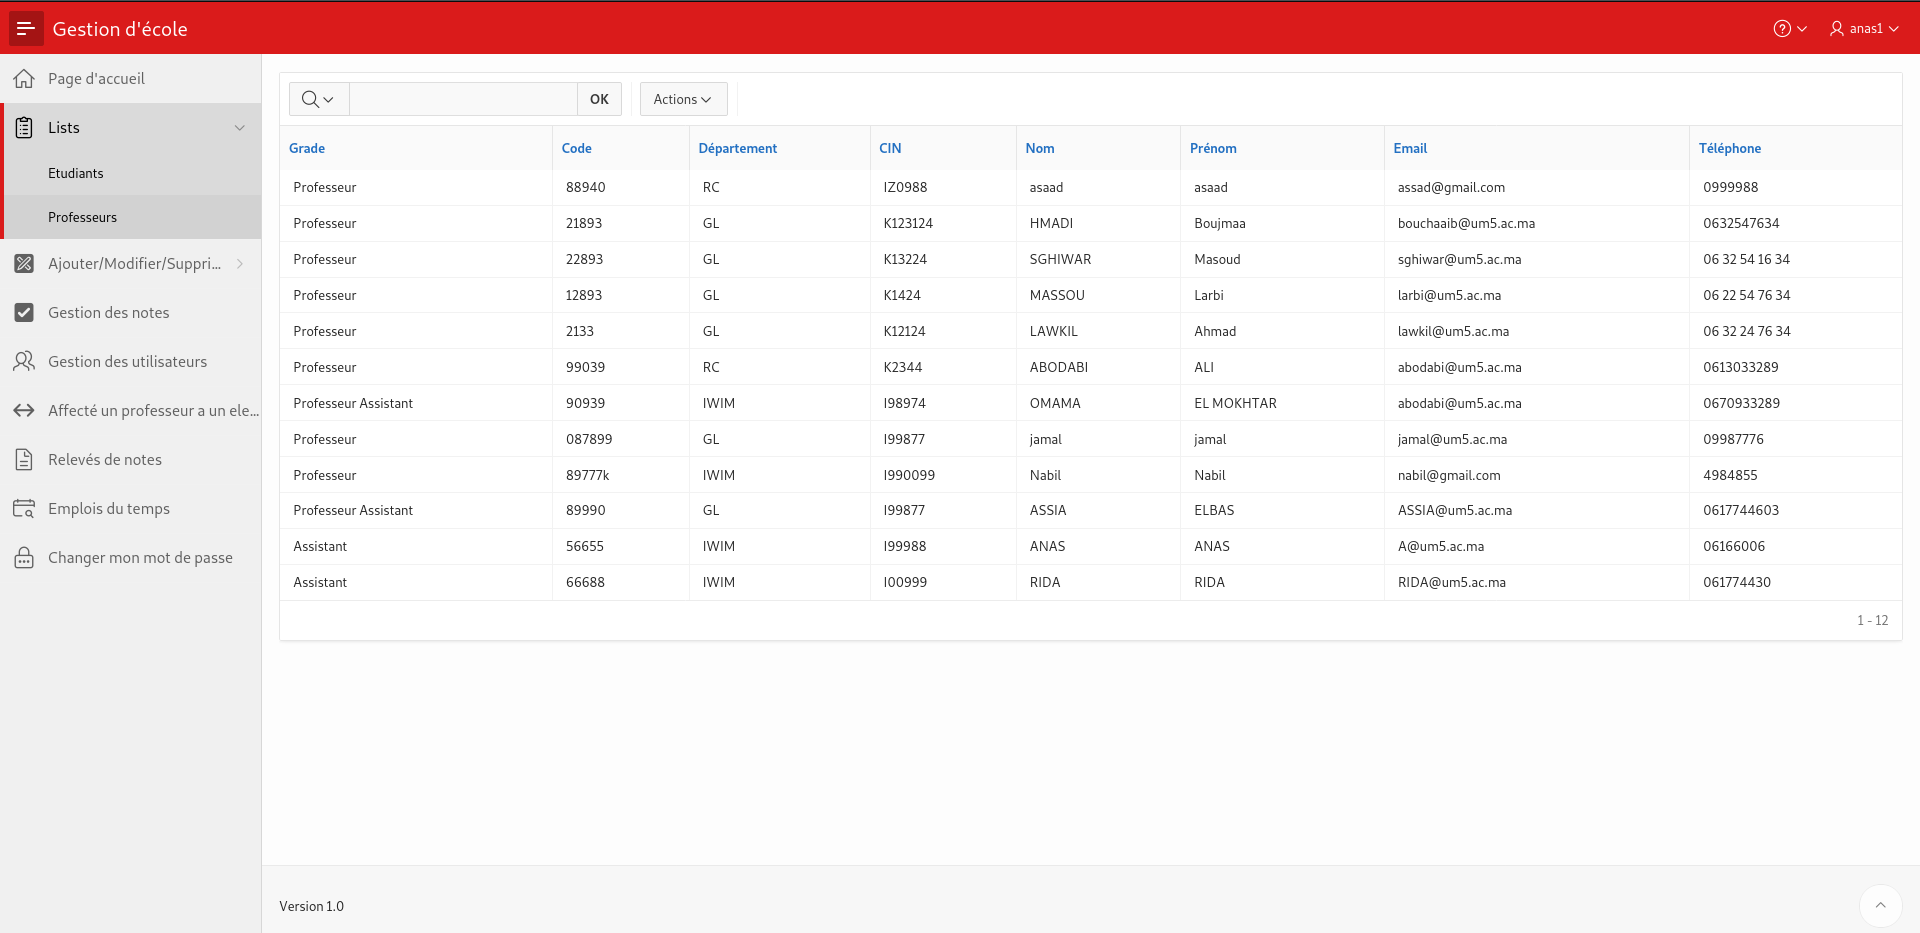 Gestion d'école
anas1
Page d'accueil
Lists
Etudiants
Professeurs
Ajouter/Modifier/Suppri...
Gestion des notes
Gestion des utilisateurs
Affecté un professeur a un ele...
Relevés de notes
Emplois du temps
Changer mon mot de passe
OK Actions
Grade Code Département CIN Nom Prénom Email Téléphone
Professeur 88940 RC IZ0988 asaad asaad assad@gmail.com 0999988
Professeur 21893 GL K123124 HMADI Boujmaa bouchaaib@um5.ac.ma 0632547634
Professeur 22893 GL K13224 SGHIWAR Masoud sghiwar@um5.ac.ma 06 32 54 16 34
Professeur 12893 GL K1424 MASSOU Larbi larbi@um5.ac.ma 06 22 54 76 34
Professeur 2133 GL K12124 LAWKIL Ahmad lawkil@um5.ac.ma 06 32 24 76 34
Professeur 99039 RC K2344 ABODABI ALI abodabi@um5.ac.ma 0613033289
Professeur Assistant 90939 IWIM I98974 OMAMA EL MOKHTAR abodabi@um5.ac.ma 0670933289
Professeur 087899 GL I99877 jamal jamal jamal@um5.ac.ma 09987776
Professeur 89777k IWIM I990099 Nabil Nabil nabil@gmail.com 4984855
Professeur Assistant 89990 GL I99877 ASSIA ELBAS ASSIA@um5.ac.ma 0617744603
Assistant 56655 IWIM I99988 ANAS ANAS A@um5.ac.ma 06166006
Assistant 66688 IWIM I00999 RIDA RIDA RIDA@um5.ac.ma 061774430
1 - 12
Version 1.0